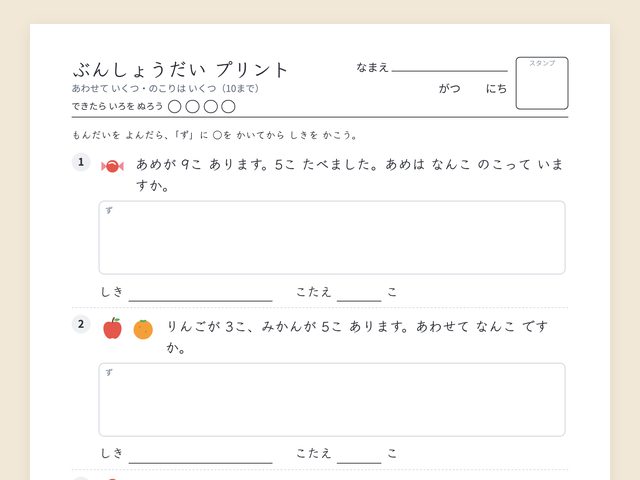 ぶんしょうだい プリント
なまえ
スタンプ
あわせて いくつ・のこりは いくつ（10まで）
がつ にち
できたら いろを ぬろう ○ ○ ○ ○
もんだいを よんだら、「ず」に ○を かいてから しきを かこう。
1 あめが 9こ あります。5こ たべました。あめは なんこ のこって いま
すか。
ず
しき こたえ こ
2 りんごが 3こ、みかんが 5こ あります。あわせて なんこ です
か。
ず
しき こたえ こ